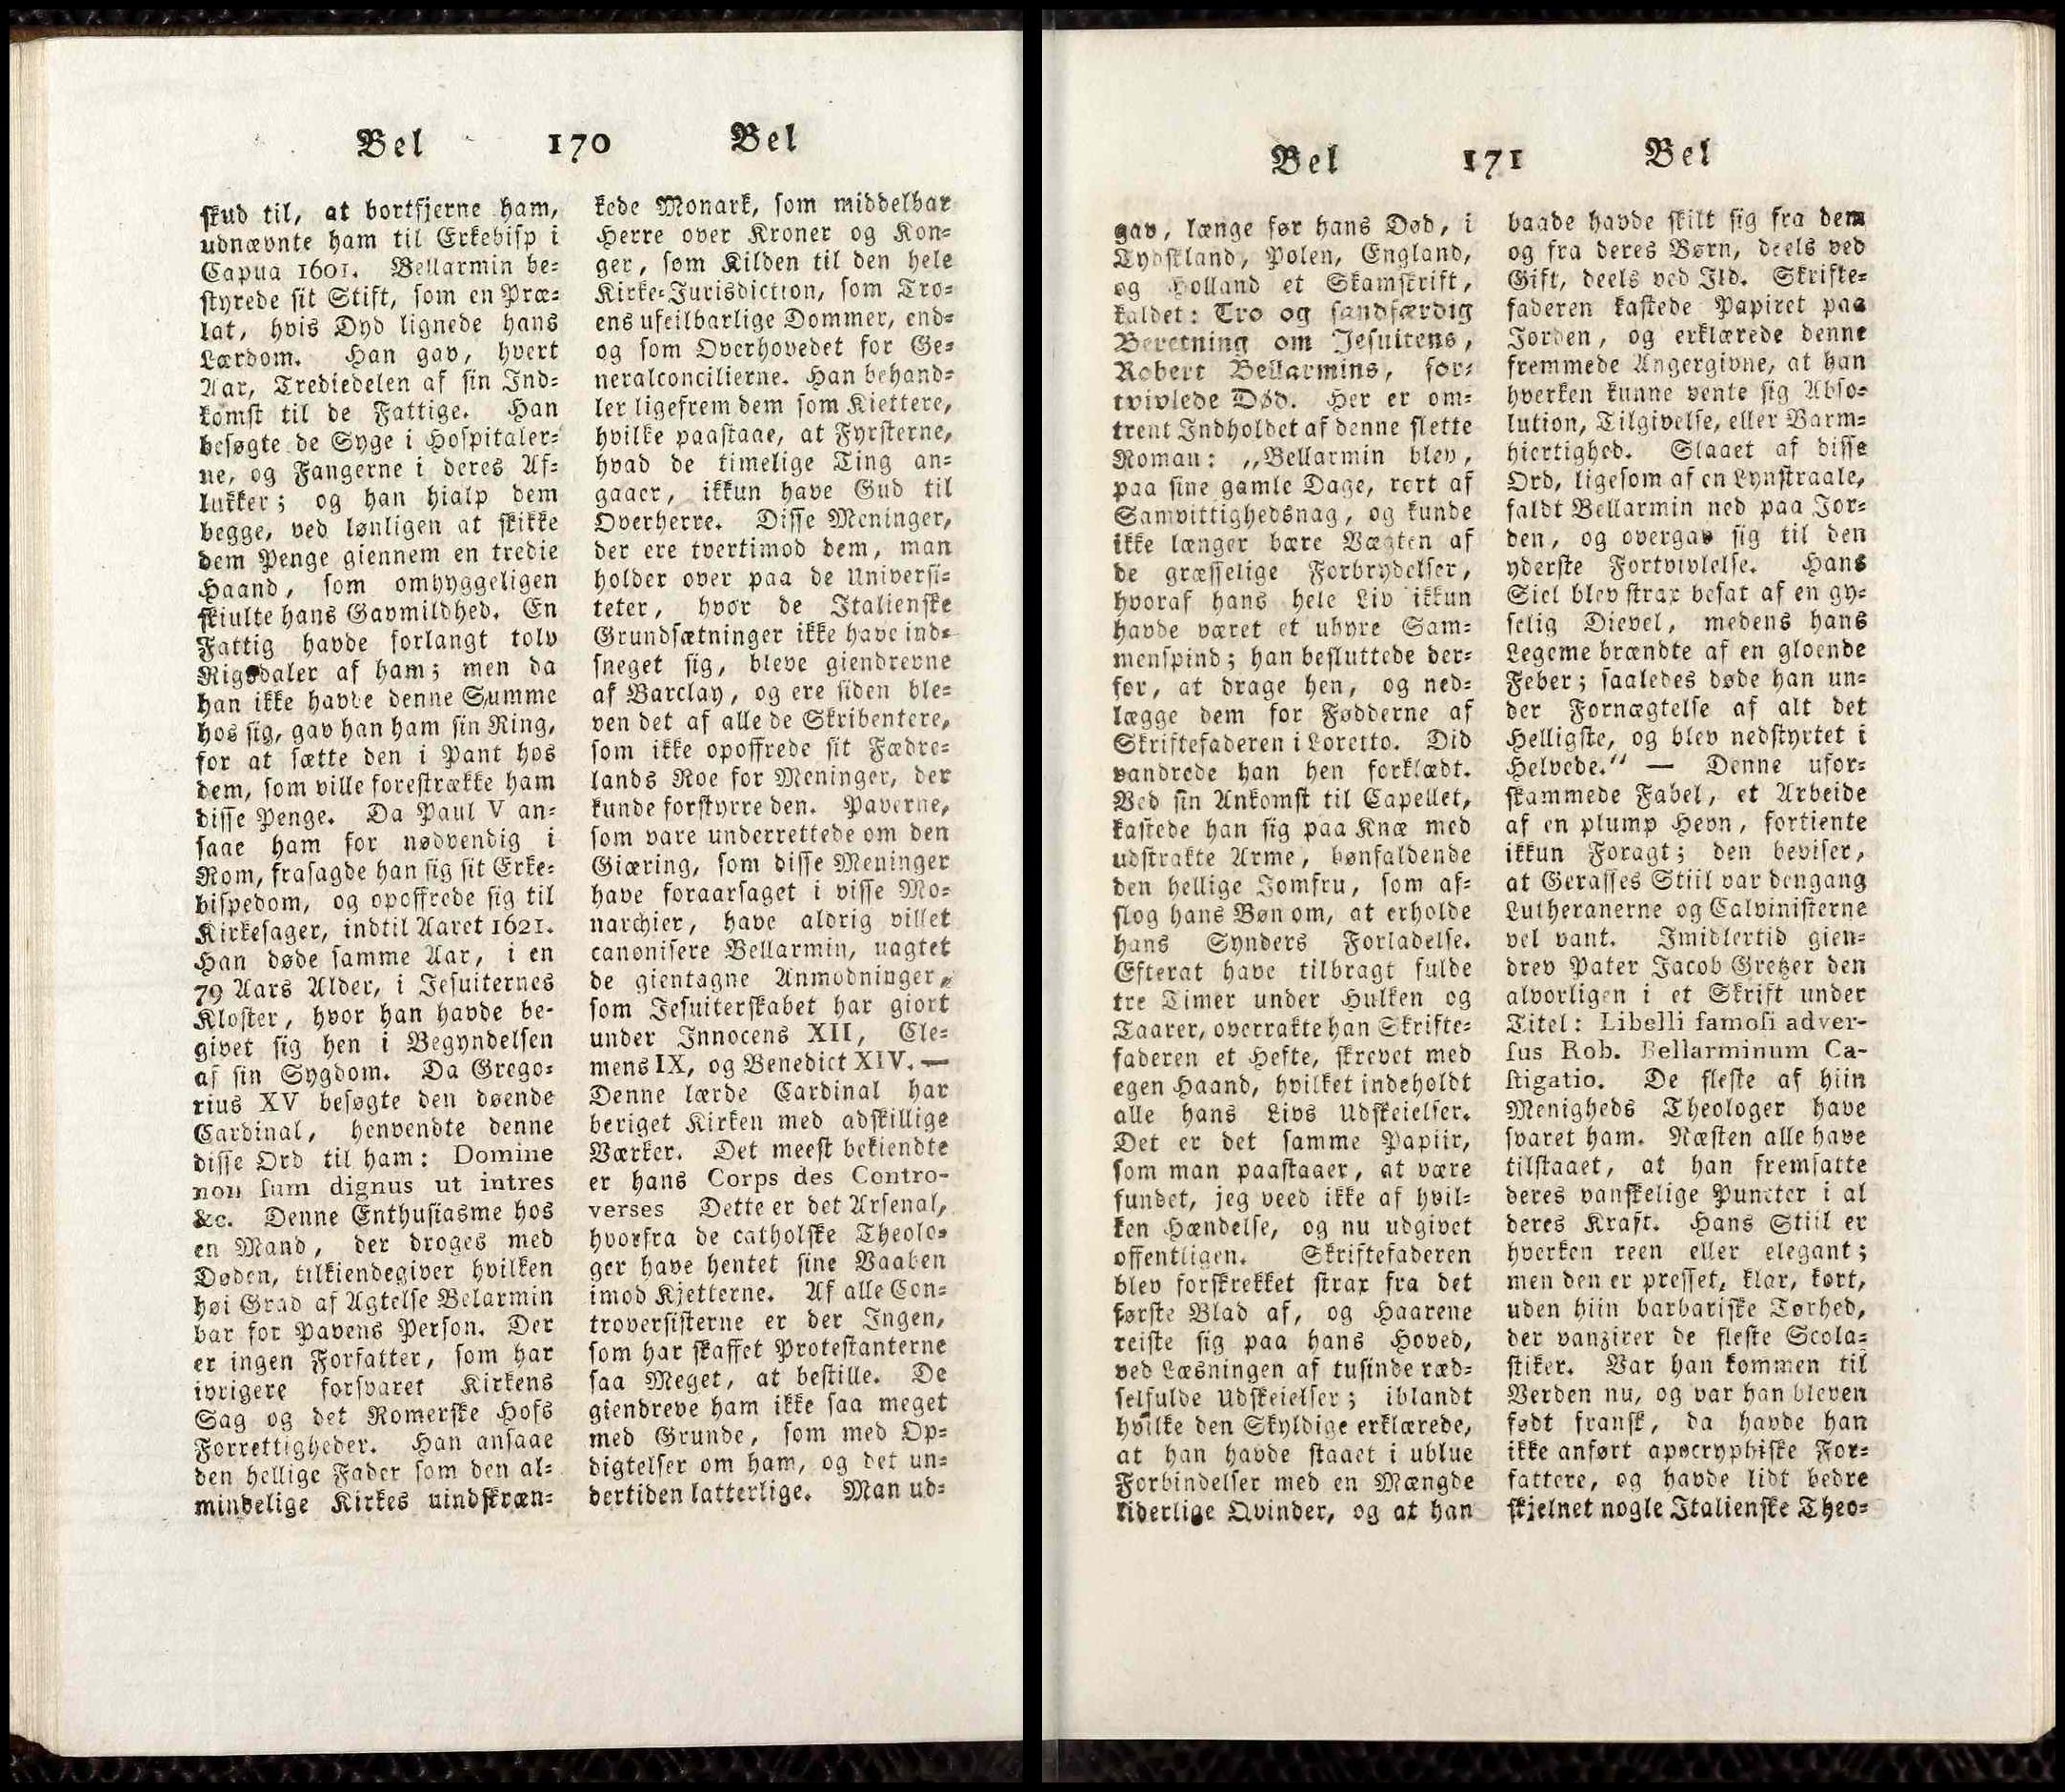 Bel 170 Bel
skud til, at bortfjerne ham,
udnævnte ham til Erkebisp i
Capua 1601. Bellarmin be-
styrede sit Stift, som en Præ-
lat, hvis Dyd lignede hans
Lærdom. Han gav, hvert
Aar, Trediedelen af sin Ind-
komst til de Fattige. Han
besøgte de Syge i Hospitaler-
ne, og Fangerne i deres Af-
lukker; og han hialp dem
begge, ved lønligen at skikke
dem Penge giennem en tredie
Haand, som omhyggeligen
skiulte hans Gavmildhed. En
Fattig havde forlangt tolv
Rigsdaler af ham; men da
han ikke havde denne Summe
hos sig, gav han ham sin Ring,
for at sætte den i Pant hos
dem, som ville forestrække ham
disse Penge. Da Paul V an-
saae ham for nødvendig i
Rom, frasagde han sig sit Erke-
bispedom, og opoffrede sig til
Kirkesager, indtil Aaret 1621.
Han døde samme Aar, i en
79 Aars Alder, i Jesuiternes
Kloster, hvor han havde be-
givet sig hen i Begyndelsen
af sin Sygdom. Da Grego-
rius XV besøgte den døende
Cardinal, henvendte denne
disse Ord til ham: Domine
non sum dignus ut intres
&c. Denne Enthusiasme hos
en Mand, der droges med
Døden, tilkiendegiver hvilken
høi Grad af Agtelse Belarmin
bar for Pavens Person. Der
er ingen Forfatter, som har
ivrigere forsvaret Kirkens
Sag og det Romerske Hofs
Forrettigheder. Han ansaae
den hellige Fader som den al-
mindelige Kirkes uindskræn-
kede Monark, som middelbar
Herre over Kroner og Kon-
ger, som Kilden til den hele
Kirke-Jurisdiction, som Tro-
ens ufeilbarlige Dommer, end-
og som Overhovedet for Ge-
neralconcilierne. Han behand-
ler ligefrem dem som Kiettere,
hvilke paastaae, at Fyrsterne,
hvad de timelige Ting an-
gaaer, ikkun have Gud til
Overherre. Disse Meninger,
der ere tvertimod dem, man
holder over paa de Universi-
teter, hvor de Italienske
Grundsætninger ikke have ind-
sneget sig, bleve giendrevne
af Barclay, og ere siden ble-
ven det af alle de Skribentere,
som ikke opoffrede sit Fædre-
lands Roe for Meninger, der
kunde forstyrre den. Paverne,
som vare underrettede om den
Giæring, som disse Meninger
have foraarsaget i visse Mo-
narchier, have aldrig villet
canonisere Bellarmin, uagtet
de gientagne Anmodninger,
som Jesuiterskabet har giort
under Innocens XII, Cle-
mens IX, og Benedict XIV. —
Denne lærde Cardinal har
beriget Kirken med adskillige
Værker. Det meest bekiendte
er hans Corps des Contro-
verses Dette er det Arsenal,
hvorfra de catholske Theolo-
ger have hentet sine Vaaben
imod Kjetterne. Af alle Con-
troversisterne er der Ingen,
som har skaffet Protestanterne
saa Meget, at bestille. De
giendreve ham ikke saa meget
med Grunde, som med Op-
digtelser om ham, og det un-
dertiden latterlige. Man ud-
Bel 171 Bel
gav, længe før hans Død, i
Tydskland, Polen, England,
og Holland et Skamskrift,
kaldet: Tro og sandfærdig
Beretning om Jesuitens,
Robert Bellarmins, for-
tvivlede Død. Her er om-
trent Indholdet af denne slette
Roman: „Bellarmin blev,
paa sine gamle Dage, rørt af
Samvittighedsnag, og kunde
ikke længer bære Vægten af
de græsselige Forbrydelser,
hvoraf hans hele Liv ikkun
havde været et uhyre Sam-
menspind; han besluttede der-
for, at drage hen, og ned-
lægge dem for Fødderne af
Skriftefaderen i Loretto. Did
vandrede han hen forklædt.
Ved sin Ankomst til Capellet,
kastede han sig paa Knæ med
udstrakte Arme, bønfaldende
den hellige Jomfru, som af-
slog hans Bøn om, at erholde
hans Synders Forladelse.
Efterat have tilbragt fulde
tre Timer under Hulken og
Taarer, overrakte han Skrifte-
faderen et Hefte, skrevet med
egen Haand, hvilket indeholdt
alle hans Livs Udskeielser.
Det er det samme Papiir,
som man paastaaer, at være
fundet, jeg veed ikke af hvil-
ken Hændelse, og nu udgivet
offentligen. Skriftefaderen
blev forskrekket strax fra det
første Blad af, og Haarene
reiste sig paa hans Hoved,
ved Læsningen af tusinde ræd-
selfulde Udskeielser; iblandt
hvilke den Skyldige erklærede,
at han havde staaet i ublue
Forbindelser med en Mængde
liderlige Qvinder, og at han
baade havde skilt sig fra dem
og fra deres Børn, deels ved
Gift, deels ved Ild. Skrifte-
faderen kastede Papiret paa
Jorden, og erklærede denne
fremmede Angergivne, at han
hverken kunne vente sig Abso-
lution, Tilgivelse, eller Barm-
hiertighed. Slaaet af disse
Ord, ligesom af en Lynstraale,
faldt Bellarmin ned paa Jor-
den, og overgav sig til den
yderste Fortvivlelse. Hans
Siel blev strax besat af en gy-
selig Dievel, medens hans
Legeme brændte af en gloende
Feber; saaledes døde han un-
der Fornægtelse af alt det
Helligste, og blev nedstyrtet i
Helvede.“ — Denne ufor-
skammede Fabel, et Arbeide
af en plump Hevn, fortiente
ikkun Foragt; den beviser,
at Gerasses Stiil var dengang
Lutheranerne og Calvinisterne
vel vant. Imidlertid gien-
drev Pater Jacob Gretzer den
alvorligen i et Skrift under
Titel: Libelli famosi adver-
sus Rob. Bellarminum Ca-
stigatio. De fleste af hiin
Menigheds Theologer have
svaret ham. Næsten alle have
tilstaaet, at han fremsatte
deres vanskelige Puncter i al
deres Kraft. Hans Stiil er
hverken reen eller elegant;
men den er presset, klar, kort,
uden hiin barbariske Tørhed,
der vanzirer de fleste Scola-
stiker. Var han kommen til
Verden nu, og var han bleven
født fransk, da havde han
ikke anført apocryphiske For-
fattere, og havde lidt bedre
skjelnet nogle Italienske Theo-